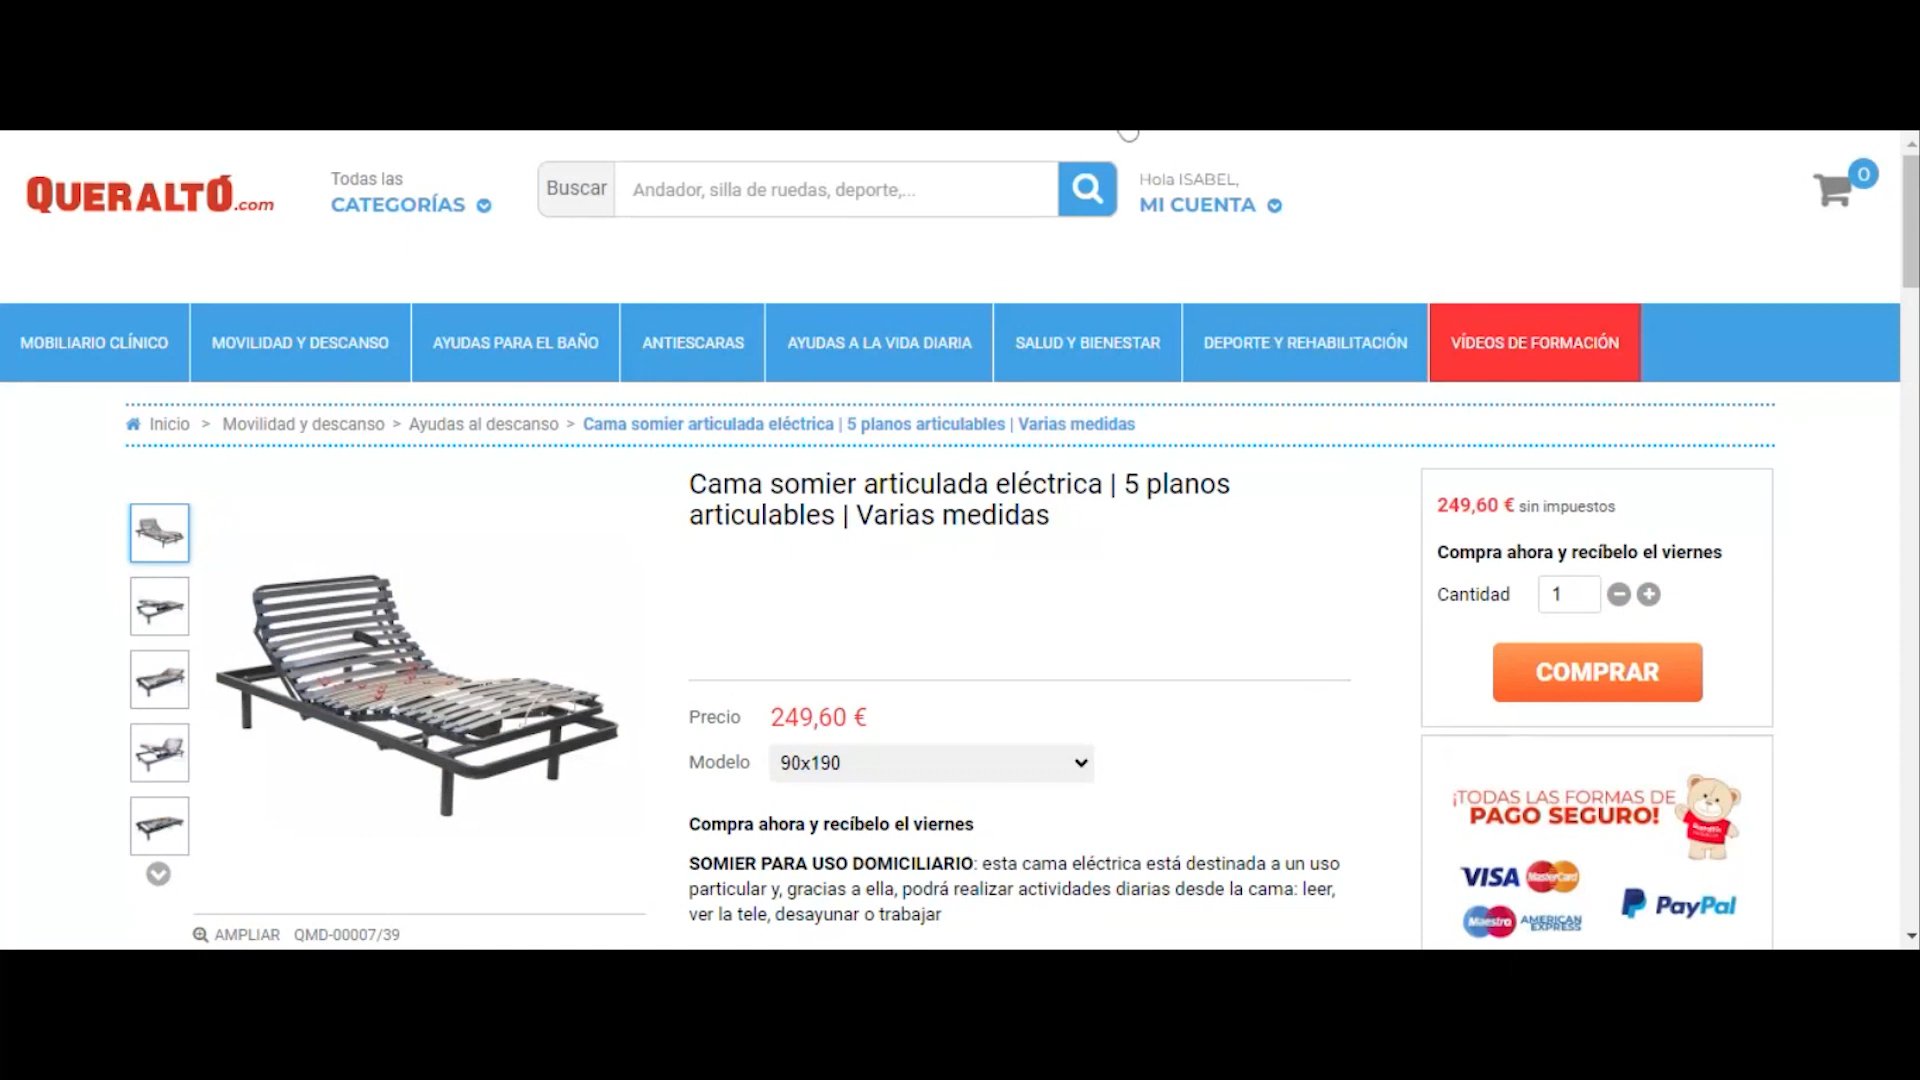 QUERALTÓ.com
Todas las
CATEGORÍAS
Buscar
Andador, silla de ruedas, deporte,...
Hola ISABEL,
MI CUENTA
0
MOBILIARIO CLÍNICO
MOVILIDAD Y DESCANSO
AYUDAS PARA EL BAÑO
ANTIESCARAS
AYUDAS A LA VIDA DIARIA
SALUD Y BIENESTAR
DEPORTE Y REHABILITACIÓN
VÍDEOS DE FORMACIÓN
Inicio > Movilidad y descanso > Ayudas al descanso > Cama somier articulada eléctrica | 5 planos articulables | Varias medidas
Cama somier articulada eléctrica | 5 planos
articulables | Varias medidas
Precio 249,60 €
Modelo 90x190
Compra ahora y recíbelo el viernes
SOMIER PARA USO DOMICILIARIO: esta cama eléctrica está destinada a un uso
particular y, gracias a ella, podrá realizar actividades diarias desde la cama: leer,
ver la tele, desayunar o trabajar
AMPLIAR QMD-00007/39
249,60 € sin impuestos
Compra ahora y recíbelo el viernes
Cantidad 1
COMPRAR
¡TODAS LAS FORMAS DE
PAGO SEGURO!
VISA MasterCard
Maestro AMERICAN EXPRESS
PayPal